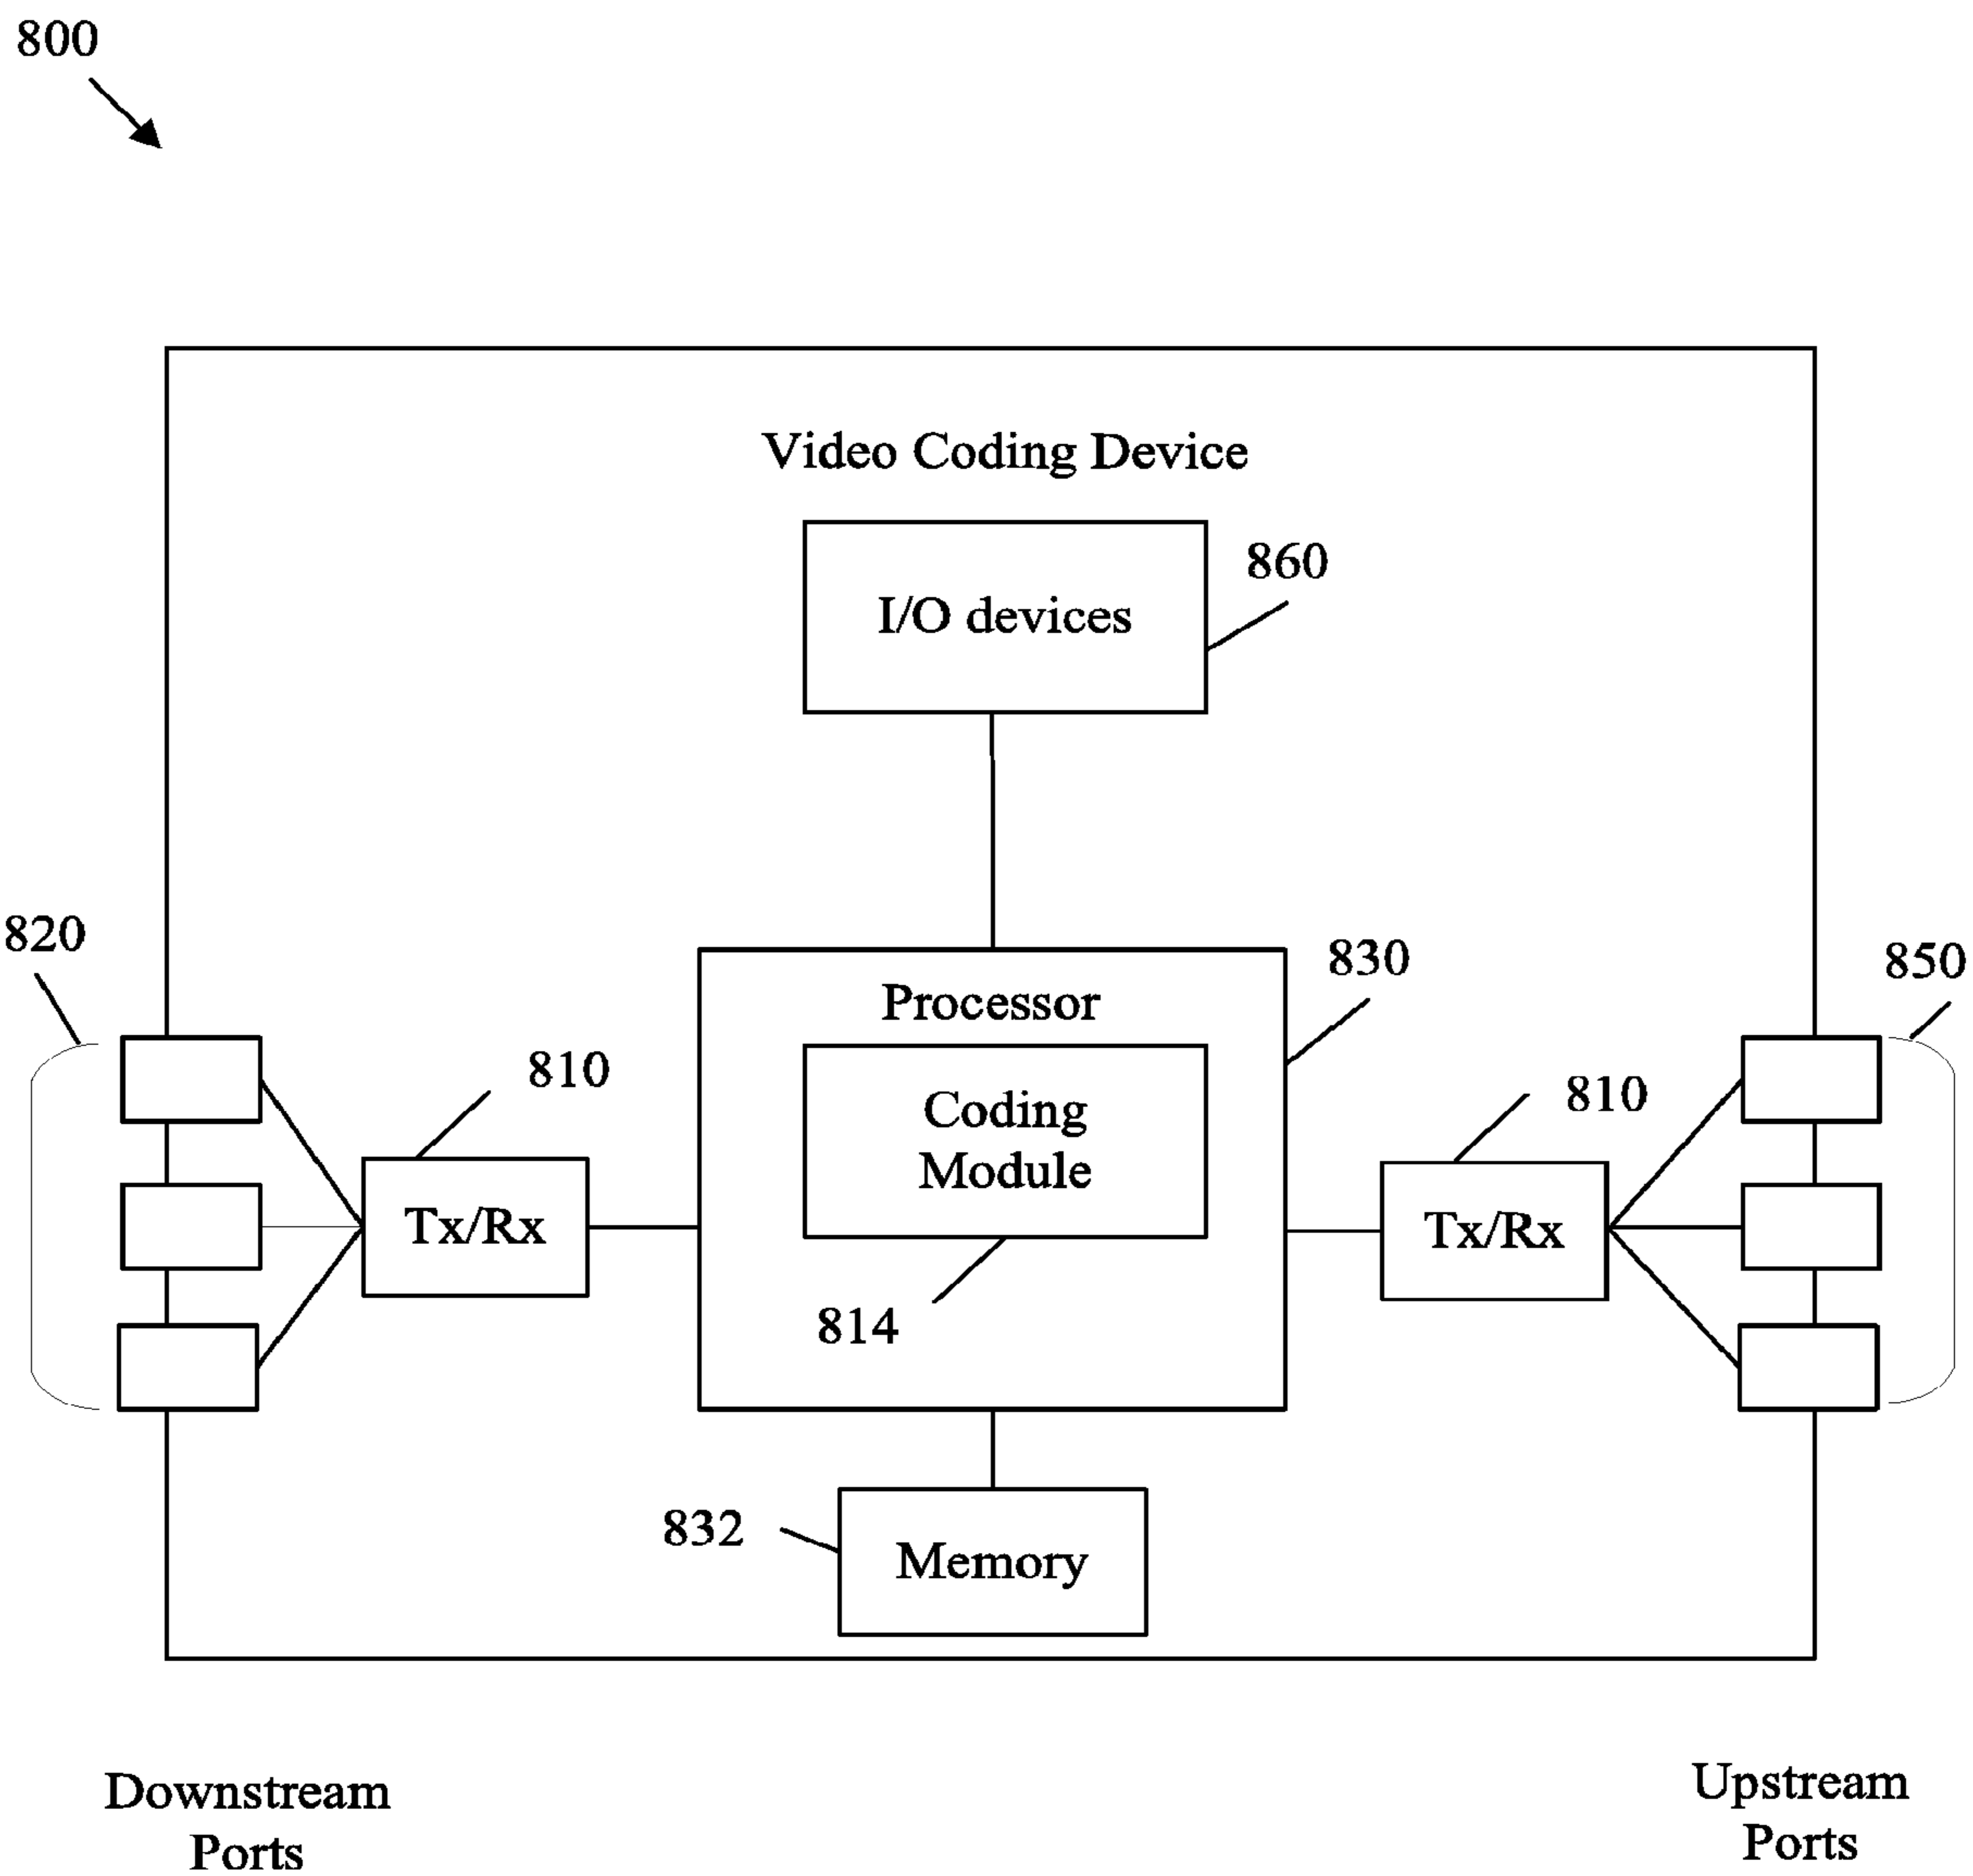 800
Video Coding Device
860
I/O devices
820
830
850
Processor
810
810
Coding
Module
Tx/Rx
Tx/Rx
814
832
Memory
Downstream
Ports
Upstream
Ports